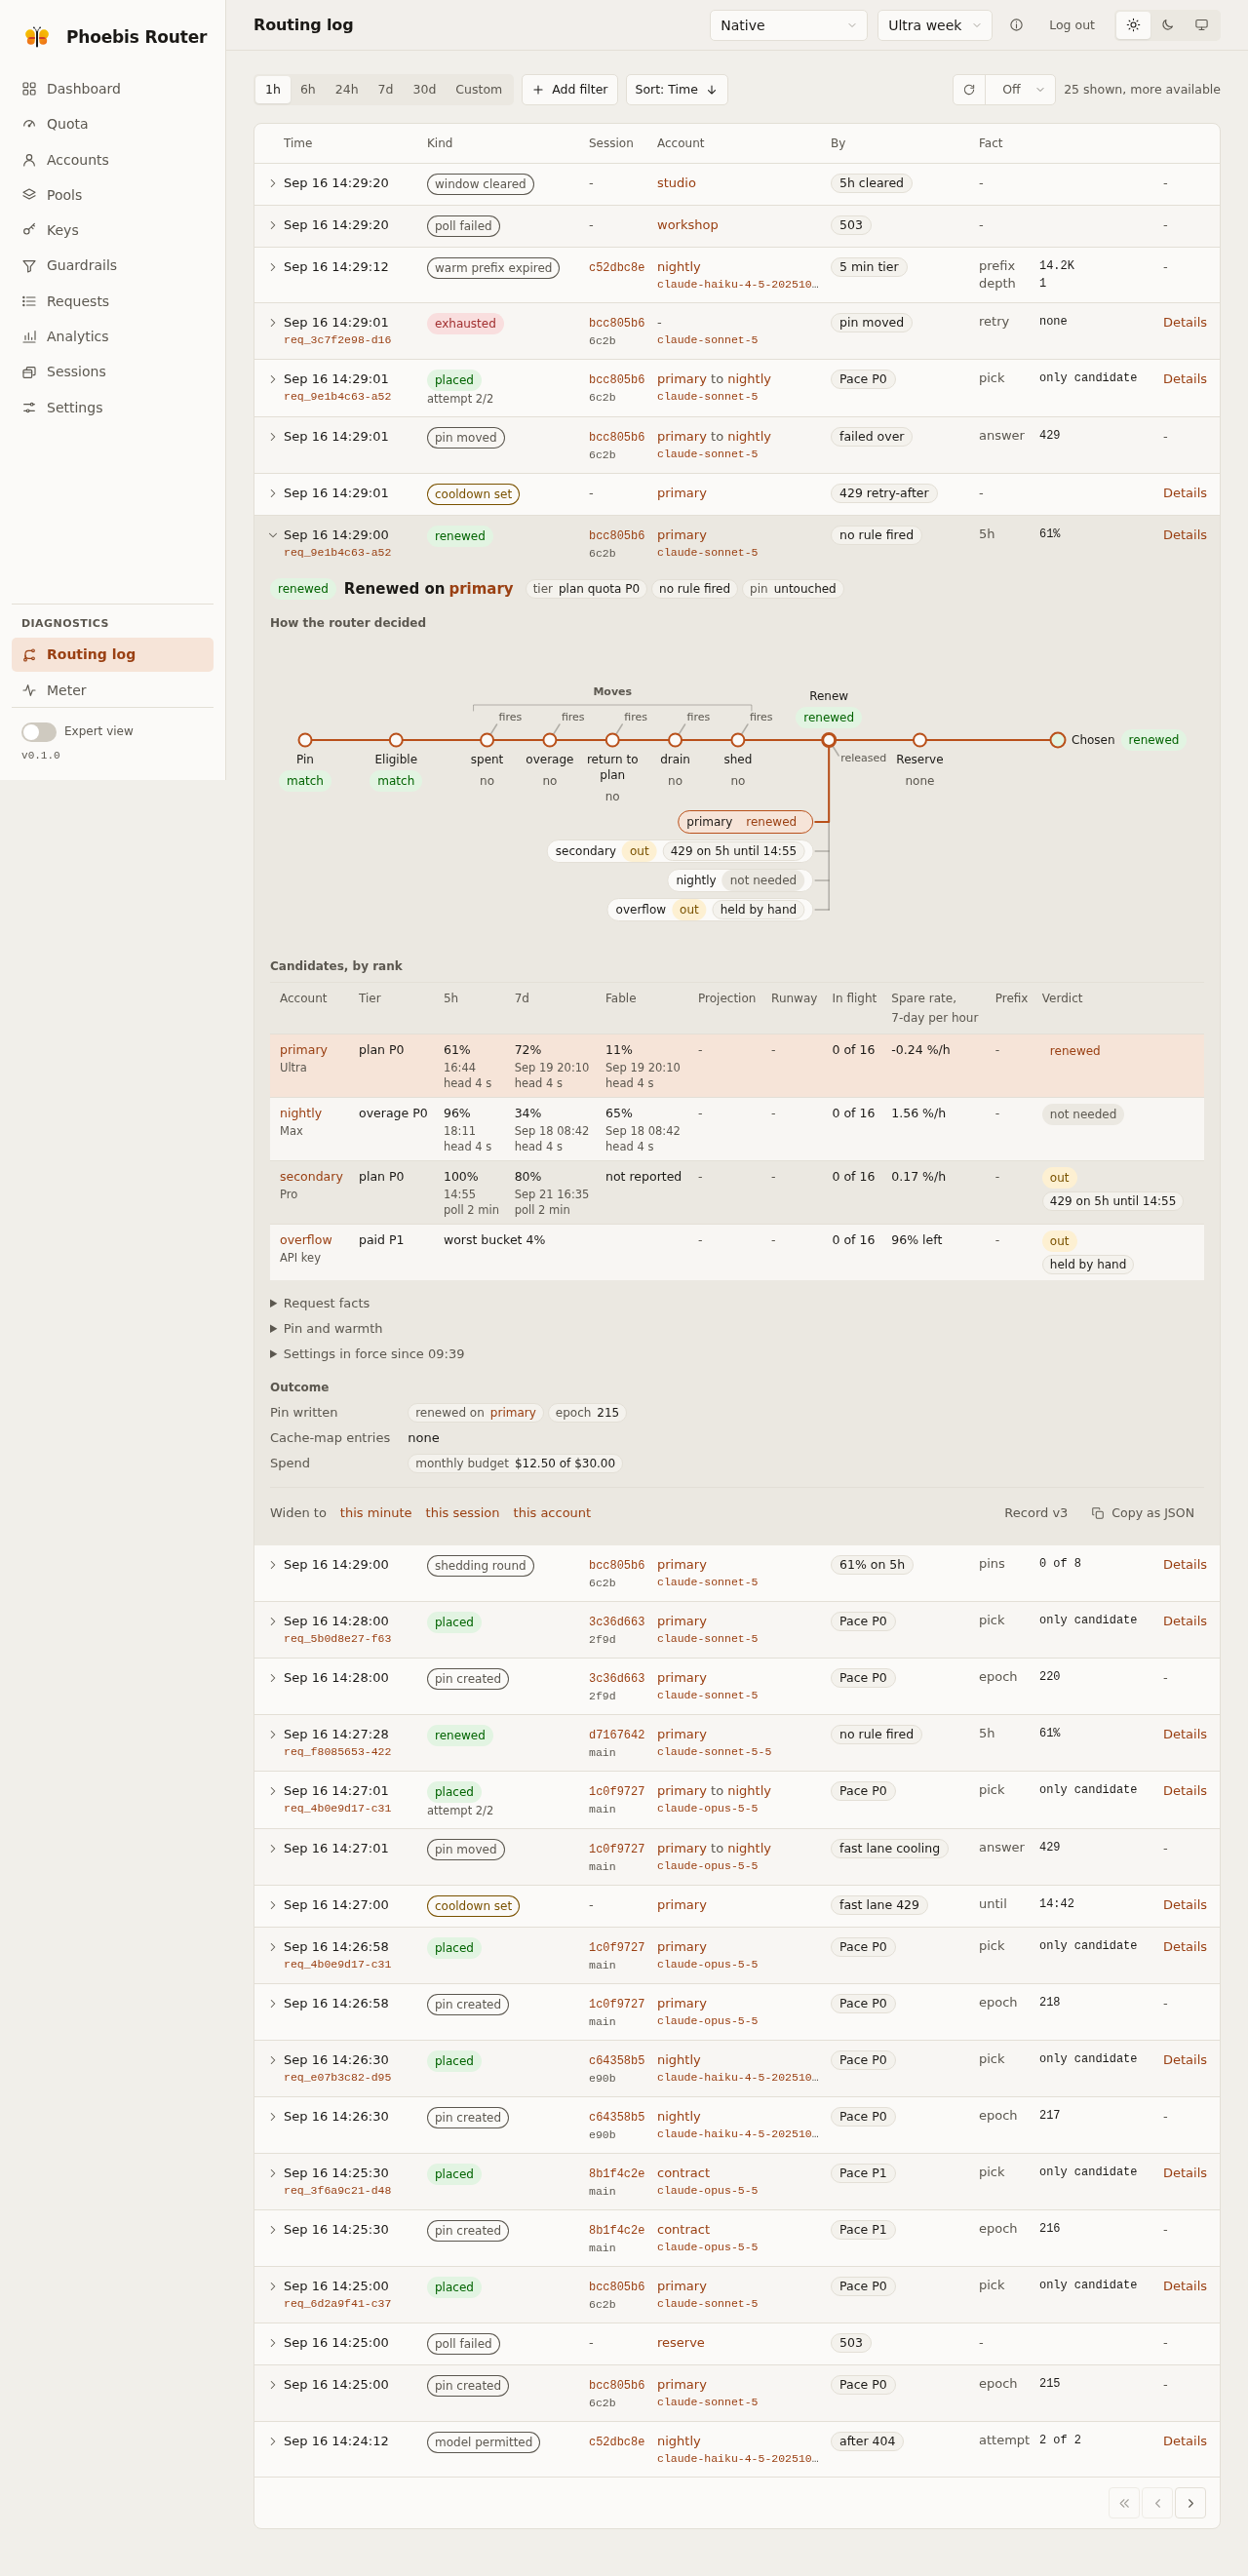 Phoebis Router
Dashboard
Quota
Accounts
Pools
Keys
Guardrails
Requests
Analytics
Sessions
Settings
DIAGNOSTICS
Routing log
Meter
Expert view
v0.1.0
Routing log
Native
Ultra week
Log out
1h 6h 24h 7d 30d Custom
Add filter
Sort: Time
Off
25 shown, more available
Time Kind Session Account By Fact
Sep 16 14:29:20 window cleared - studio 5h cleared - -
Sep 16 14:29:20 poll failed - workshop 503 - -
Sep 16 14:29:12 warm prefix expired c52dbc8e nightly 5 min tier prefix 14.2K -
claude-haiku-4-5-202510… depth 1
Sep 16 14:29:01 exhausted bcc805b6 - pin moved retry none Details
req_3c7f2e98-d16 6c2b claude-sonnet-5
Sep 16 14:29:01 placed bcc805b6 primary to nightly Pace P0 pick only candidate Details
req_9e1b4c63-a52 attempt 2/2 6c2b claude-sonnet-5
Sep 16 14:29:01 pin moved bcc805b6 primary to nightly failed over answer 429 -
6c2b claude-sonnet-5
Sep 16 14:29:01 cooldown set - primary 429 retry-after - Details
Sep 16 14:29:00 renewed bcc805b6 primary no rule fired 5h 61% Details
req_9e1b4c63-a52 6c2b claude-sonnet-5
renewed Renewed on primary tier plan quota P0 no rule fired pin untouched
How the router decided
Moves
Renew
fires fires fires fires fires renewed
Chosen renewed
Pin Eligible spent overage return to plan drain shed released Reserve
match match no no no no no none
primary renewed
secondary out 429 on 5h until 14:55
nightly not needed
overflow out held by hand
Candidates, by rank
Account Tier 5h 7d Fable Projection Runway In flight Spare rate, 7-day per hour Prefix Verdict
primary plan P0 61% 72% 11% - - 0 of 16 -0.24 %/h - renewed
Ultra 16:44 Sep 19 20:10 Sep 19 20:10
head 4 s head 4 s head 4 s
nightly overage P0 96% 34% 65% - - 0 of 16 1.56 %/h - not needed
Max 18:11 Sep 18 08:42 Sep 18 08:42
head 4 s head 4 s head 4 s
secondary plan P0 100% 80% not reported - - 0 of 16 0.17 %/h - out
Pro 14:55 Sep 21 16:35 429 on 5h until 14:55
poll 2 min poll 2 min
overflow paid P1 worst bucket 4% - - 0 of 16 96% left - out
API key held by hand
Request facts
Pin and warmth
Settings in force since 09:39
Outcome
Pin written renewed on primary epoch 215
Cache-map entries none
Spend monthly budget $12.50 of $30.00
Widen to this minute this session this account Record v3 Copy as JSON
Sep 16 14:29:00 shedding round bcc805b6 primary 61% on 5h pins 0 of 8 Details
6c2b claude-sonnet-5
Sep 16 14:28:00 placed 3c36d663 primary Pace P0 pick only candidate Details
req_5b0d8e27-f63 2f9d claude-sonnet-5
Sep 16 14:28:00 pin created 3c36d663 primary Pace P0 epoch 220 -
2f9d claude-sonnet-5
Sep 16 14:27:28 renewed d7167642 primary no rule fired 5h 61% Details
req_f8085653-422 main claude-sonnet-5-5
Sep 16 14:27:01 placed 1c0f9727 primary to nightly Pace P0 pick only candidate Details
req_4b0e9d17-c31 attempt 2/2 main claude-opus-5-5
Sep 16 14:27:01 pin moved 1c0f9727 primary to nightly fast lane cooling answer 429 -
main claude-opus-5-5
Sep 16 14:27:00 cooldown set - primary fast lane 429 until 14:42 Details
Sep 16 14:26:58 placed 1c0f9727 primary Pace P0 pick only candidate Details
req_4b0e9d17-c31 main claude-opus-5-5
Sep 16 14:26:58 pin created 1c0f9727 primary Pace P0 epoch 218 -
main claude-opus-5-5
Sep 16 14:26:30 placed c64358b5 nightly Pace P0 pick only candidate Details
req_e07b3c82-d95 e90b claude-haiku-4-5-202510…
Sep 16 14:26:30 pin created c64358b5 nightly Pace P0 epoch 217 -
e90b claude-haiku-4-5-202510…
Sep 16 14:25:30 placed 8b1f4c2e contract Pace P1 pick only candidate Details
req_3f6a9c21-d48 main claude-opus-5-5
Sep 16 14:25:30 pin created 8b1f4c2e contract Pace P1 epoch 216 -
main claude-opus-5-5
Sep 16 14:25:00 placed bcc805b6 primary Pace P0 pick only candidate Details
req_6d2a9f41-c37 6c2b claude-sonnet-5
Sep 16 14:25:00 poll failed - reserve 503 - -
Sep 16 14:25:00 pin created bcc805b6 primary Pace P0 epoch 215 -
6c2b claude-sonnet-5
Sep 16 14:24:12 model permitted c52dbc8e nightly after 404 attempt 2 of 2 Details
claude-haiku-4-5-202510…